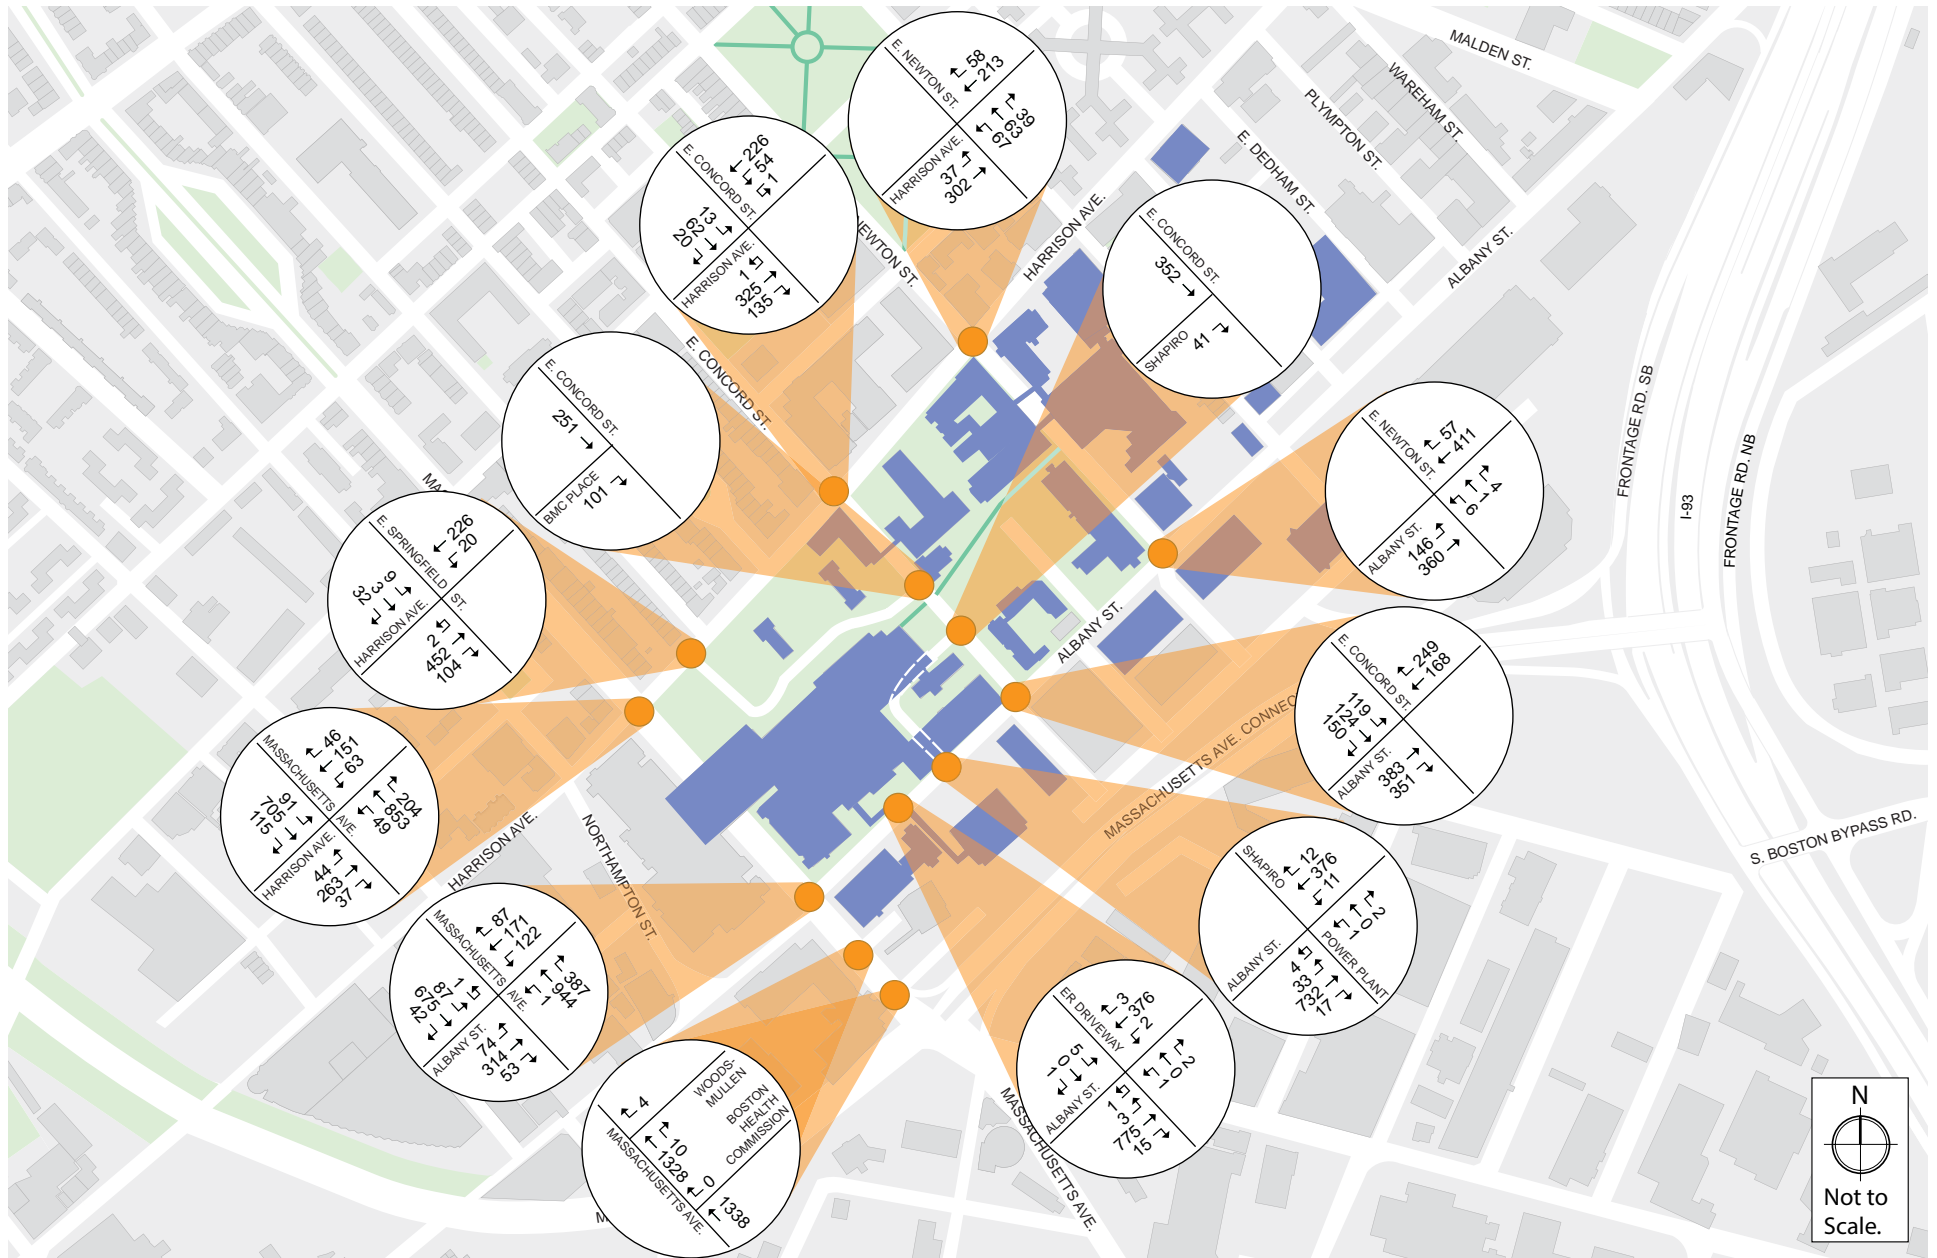 MALDEN ST.
WAREHAM ST.
PLYMPTON ST.
E. DEDHAM ST.
ALBANY ST.
HARRISON AVE.
NEWTON ST.
E. CONCORD ST.
MA
FRONTAGE RD. SB
I-93
FRONTAGE RD. NB
ALBANY ST.
MASSACHUSETTS AVE. CONNEC
S. BOSTON BYPASS RD.
HARRISON AVE.
NORTHAMPTON ST.
MASSACHUSETTS AVE.
M
E. NEWTON ST.
58
213
39
63
67
HARRISON AVE.
37
302
E. CONCORD ST.
226
54
1
13
62
20
HARRISON AVE.
1
325
135
E. CONCORD ST.
352
SHAPIRO
41
E. CONCORD ST.
251
BMC PLACE
101
E. NEWTON ST.
57
411
4
1
6
ALBANY ST.
146
360
E. SPRINGFIELD ST.
226
20
9
3
32
HARRISON AVE.
2
452
104
E. CONCORD ST.
249
168
119
124
150
ALBANY ST.
383
351
MASSACHUSETTS AVE.
46
151
63
91
705
115
204
853
49
HARRISON AVE.
44
263
37
SHAPIRO
12
376
11
2
0
1
POWER PLANT
ALBANY ST.
4
33
732
17
MASSACHUSETTS AVE.
87
171
122
1
87
675
42
387
944
1
ALBANY ST.
74
314
53
ER DRIVEWAY
3
376
2
5
0
1
2
0
1
ALBANY ST.
1
3
775
15
4
WOODS-
MULLEN
BOSTON
HEALTH
COMMISSION
10
1328
0
1338
MASSACHUSETTS AVE.
N
Not to
Scale.